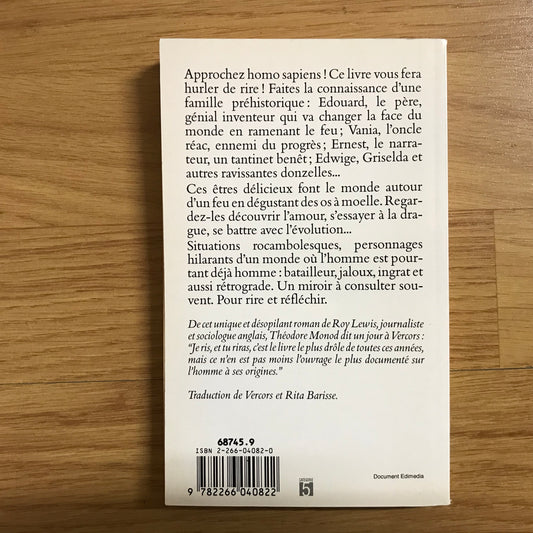 Approchez homo sapiens ! Ce livre vous fera
hurler de rire ! Faites la connaissance d'une
famille préhistorique : Edouard, le père,
génial inventeur qui va changer la face du
monde en ramenant le feu ; Vania, l'oncle
réac, ennemi du progrès ; Ernest, le narra-
teur, un tantinet benêt ; Edwige, Griselda et
autres ravissantes donzelles...
Ces êtres délicieux font le monde autour
d'un feu en dégustant des os à moelle. Regar-
dez-les découvrir l'amour, s'essayer à la dra-
gue, se battre avec l'évolution...
Situations rocambolesques, personnages
hilarants d'un monde où l'homme est pour-
tant déjà homme : batailleur, jaloux, ingrat et
aussi rétrograde. Un miroir à consulter sou-
vent. Pour rire et réfléchir.
De cet unique et désopilant roman de Roy Lewis, journaliste
et sociologue anglais, Théodore Monod dit un jour à Vercors :
"Je ris, et tu riras, c'est le livre le plus drôle de toutes ces années,
mais ce n'en est pas moins l'ouvrage le plus documenté sur
l'homme à ses origines."
Traduction de Vercors et Rita Barisse.
68745.9
ISBN 2-266-04082-0
9 782266 040822
5
Document Edimedia